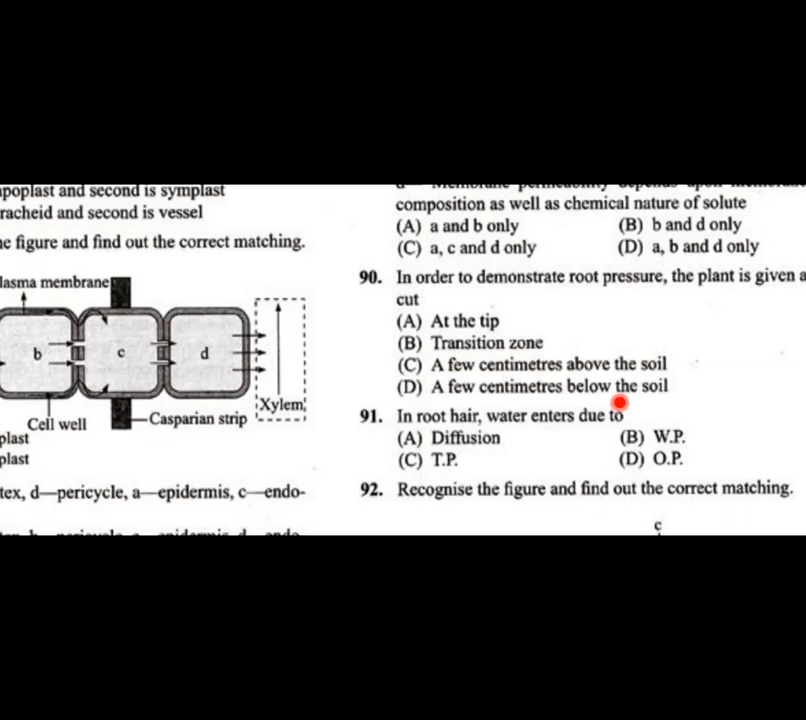 apoplast and second is symplast
racheid and second is vessel
e figure and find out the correct matching.
lasma membrane
b
c
d
Xylem
Cell well
Casparian strip
plast
plast
tex, d—pericycle, a—epidermis, c—endo-
composition as well as chemical nature of solute
(A) a and b only (B) b and d only
(C) a, c and d only (D) a, b and d only
90. In order to demonstrate root pressure, the plant is given a
cut
(A) At the tip
(B) Transition zone
(C) A few centimetres above the soil
(D) A few centimetres below the soil
91. In root hair, water enters due to
(A) Diffusion (B) W.P.
(C) T.P. (D) O.P.
92. Recognise the figure and find out the correct matching.
c